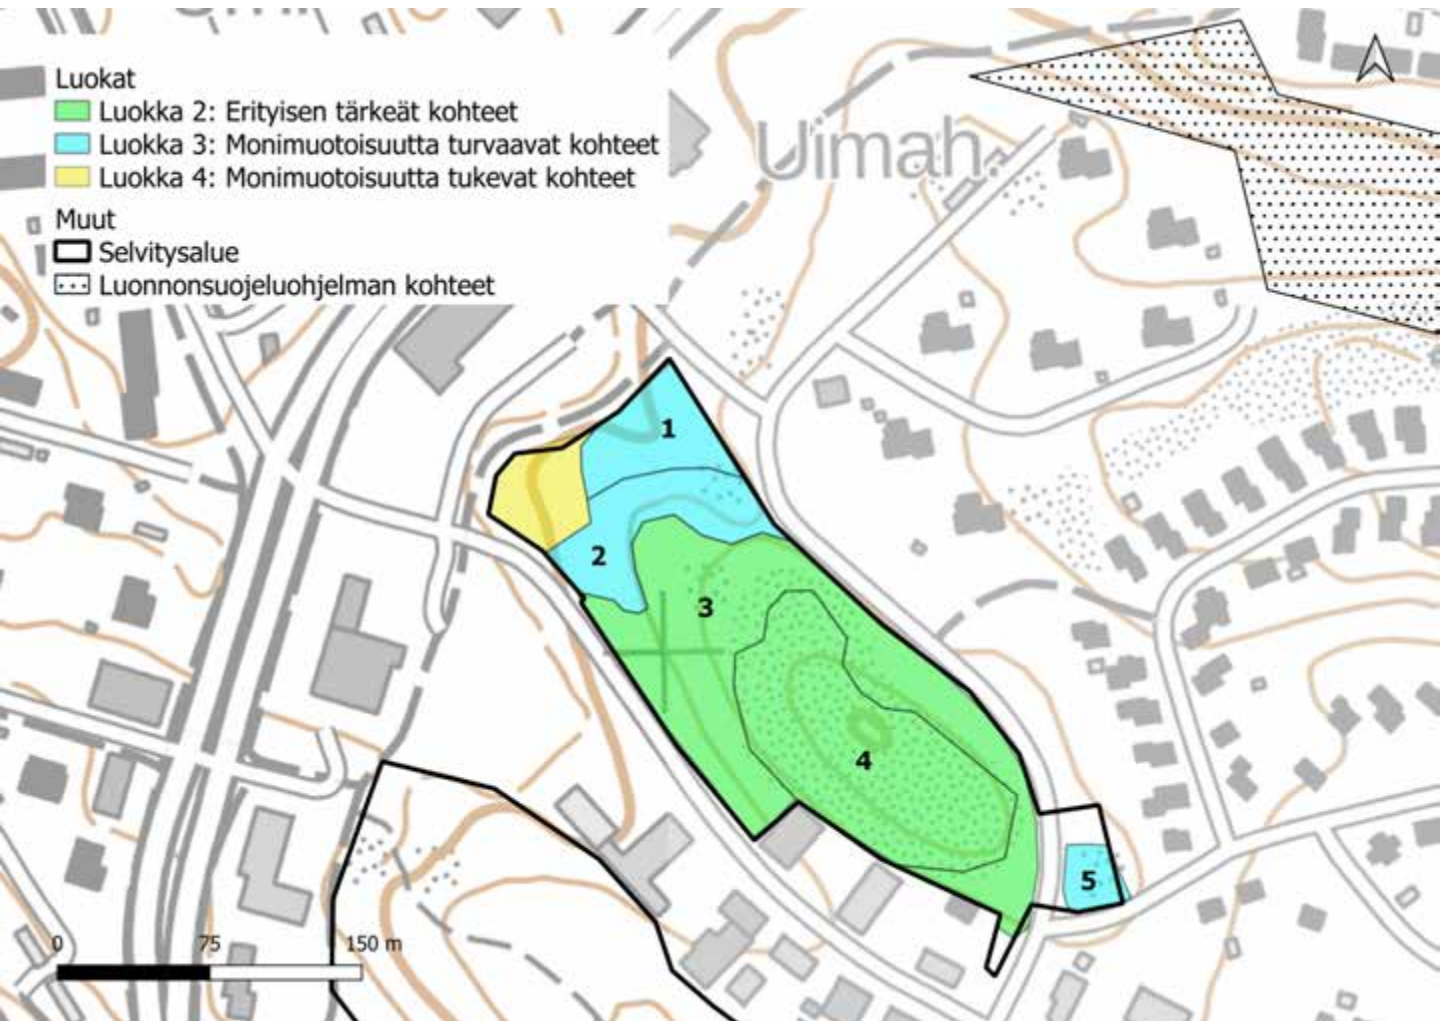 Luokat
Luokka 2: Erityisen tärkeät kohteet
Luokka 3: Monimuotoisuutta turvaavat kohteet
Luokka 4: Monimuotoisuutta tukevat kohteet
Muut
Selvitysalue
Luonnonsuojeluohjelman kohteet
Uimah.
1
2
3
4
5
0 75 150 m